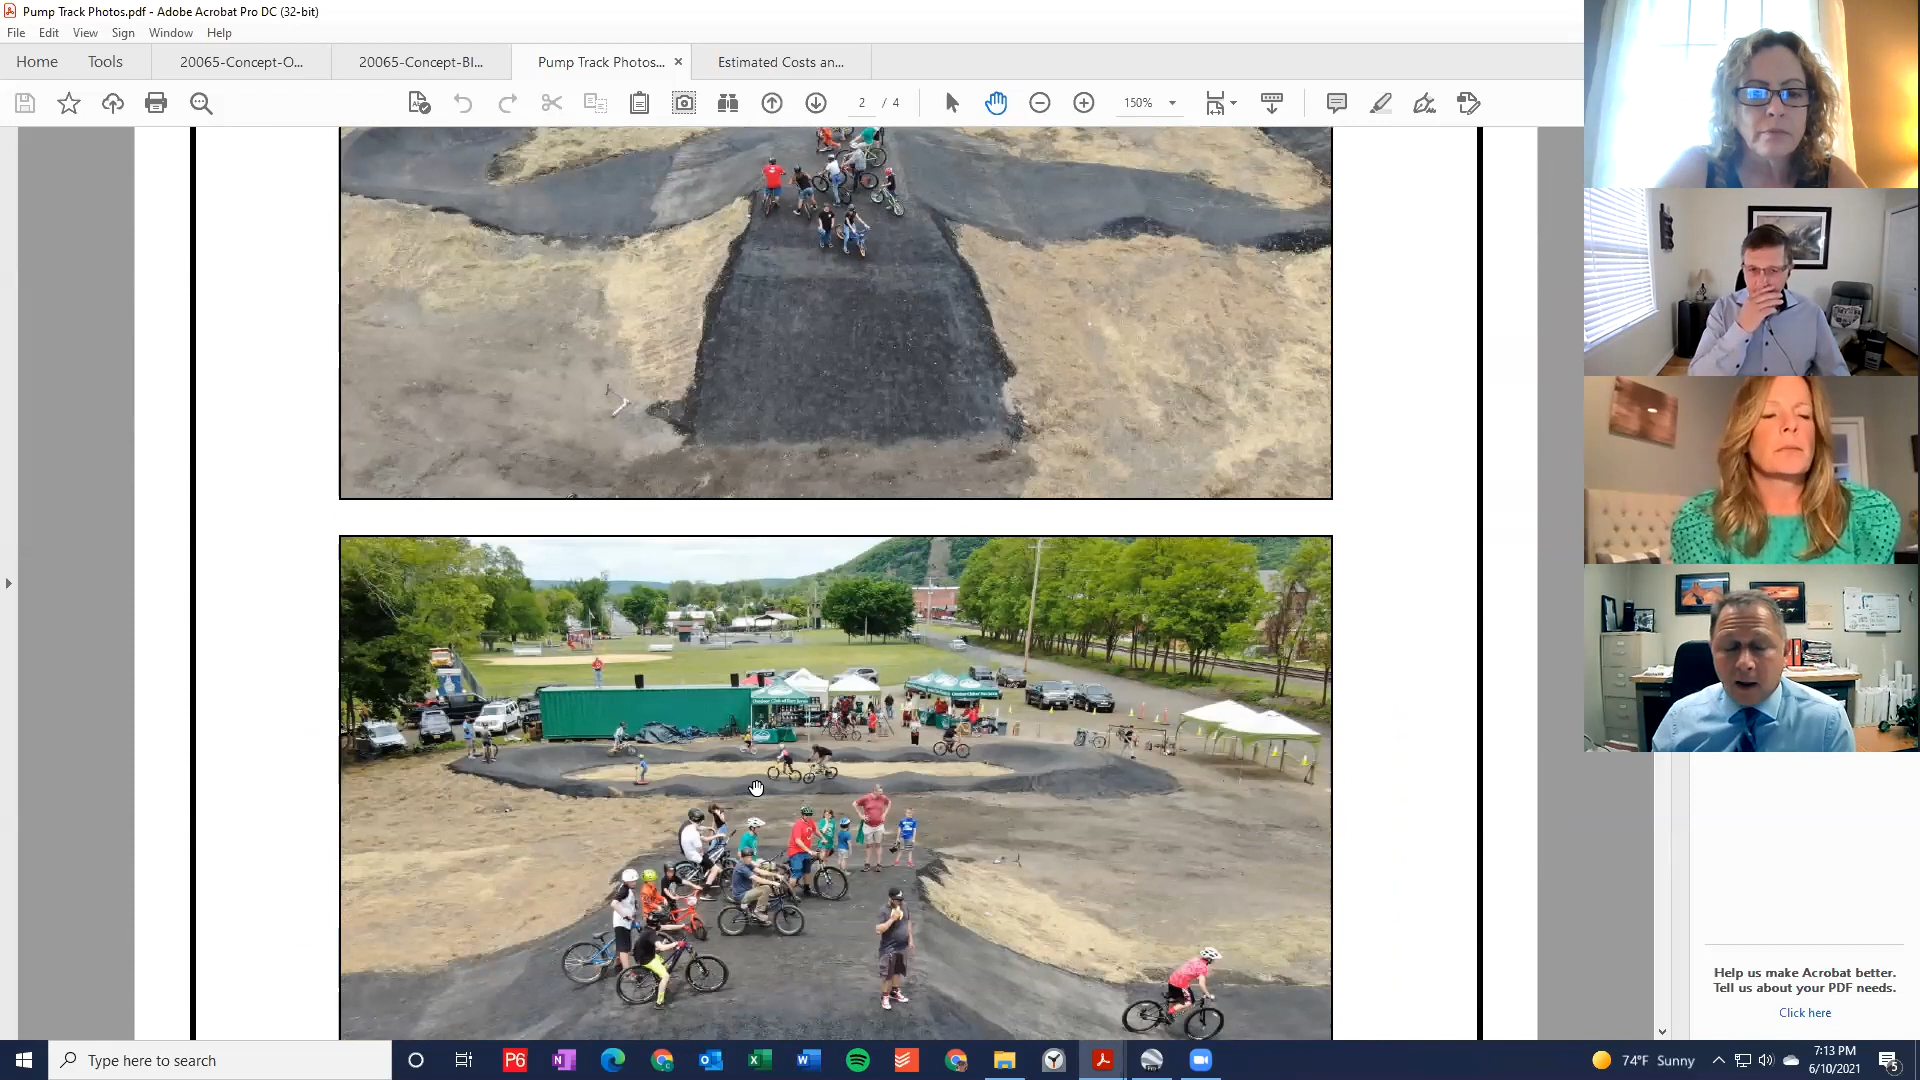 Pump Track Photos.pdf - Adobe Acrobat Pro DC (32-bit)
File Edit View Sign Window Help
Home Tools 20065-Concept-O... 20065-Concept-Bl... Pump Track Photos... × Estimated Costs an...
2 / 4 150%
Help us make Acrobat better.
Tell us about your PDF needs.
Click here
Type here to search
P6
74°F Sunny
7:13 PM
6/10/2021
5